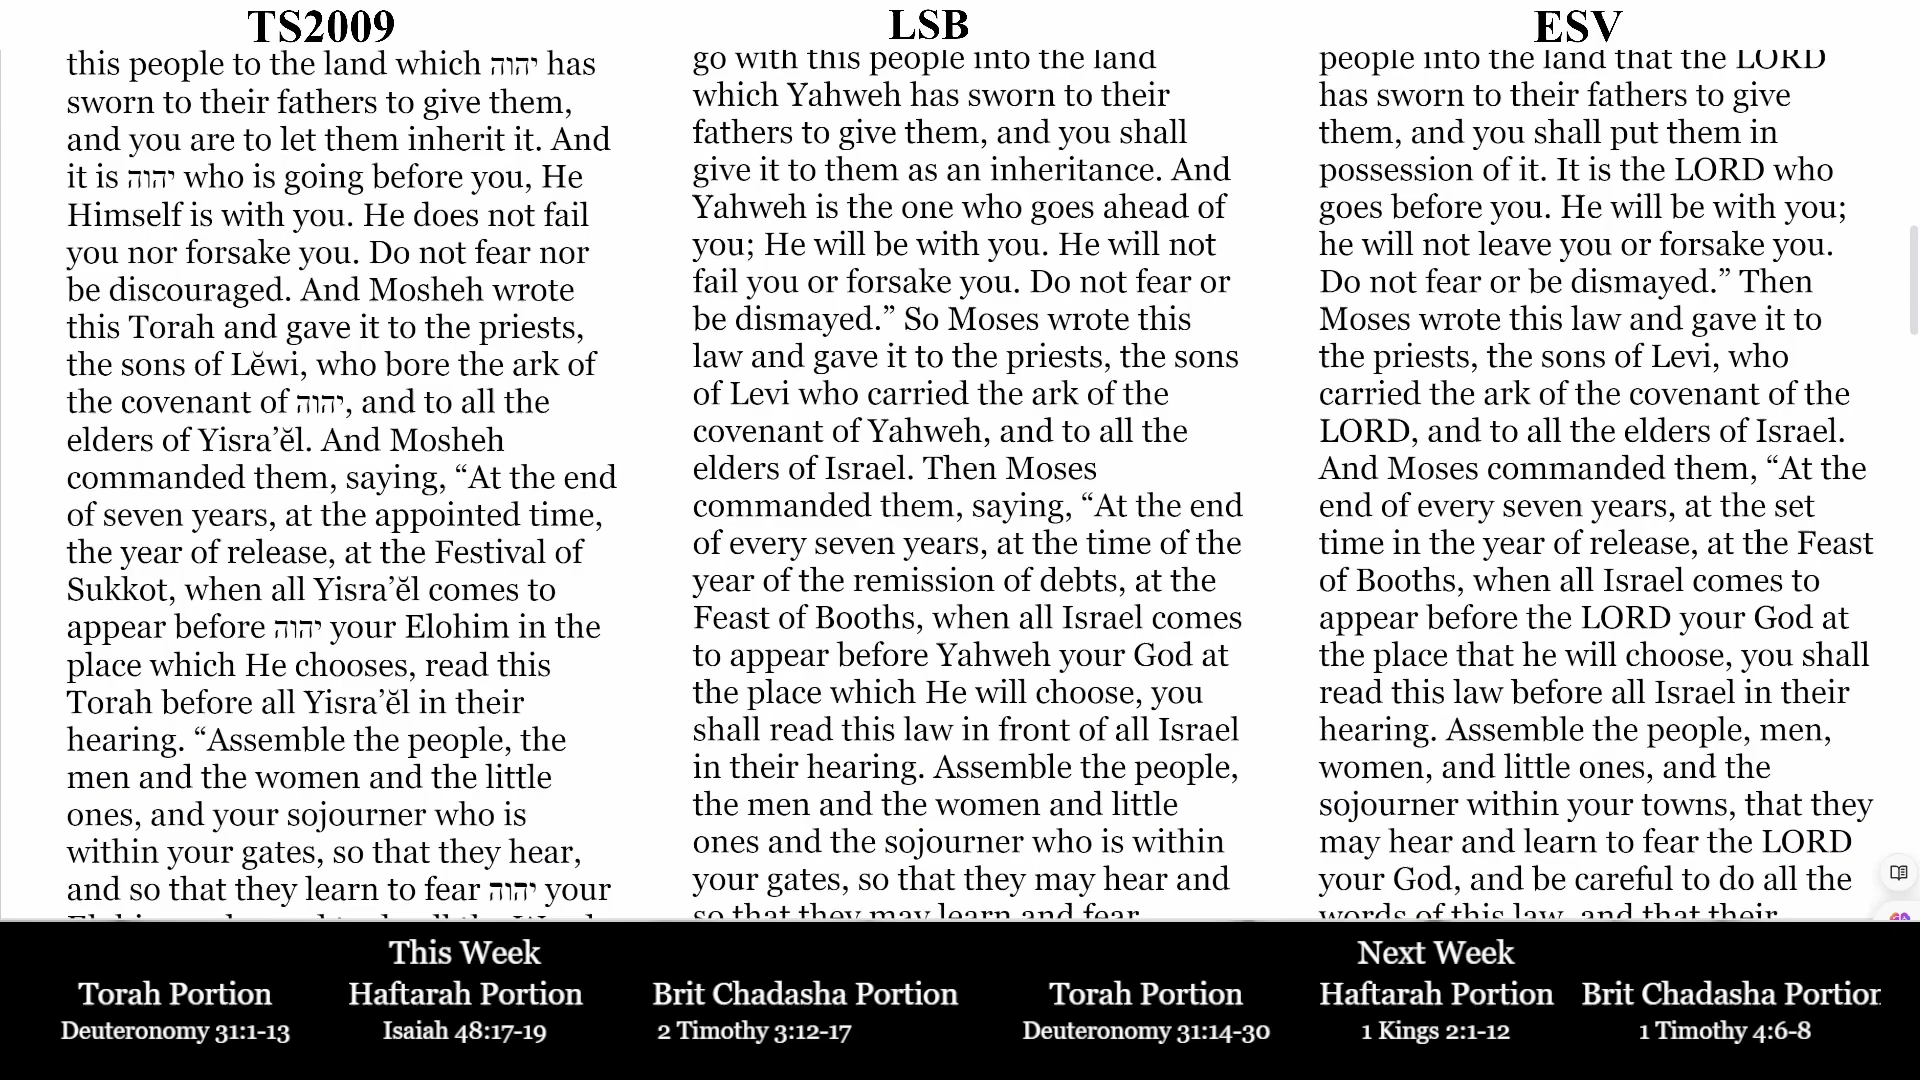 TS2009
this people to the land which יהוה has
sworn to their fathers to give them,
and you are to let them inherit it. And
it is יהוה who is going before you, He
Himself is with you. He does not fail
you nor forsake you. Do not fear nor
be discouraged. And Mosheh wrote
this Torah and gave it to the priests,
the sons of Lĕwi, who bore the ark of
the covenant of יהוה, and to all the
elders of Yisra’ĕl. And Mosheh
commanded them, saying, “At the end
of seven years, at the appointed time,
the year of release, at the Festival of
Sukkot, when all Yisra’ĕl comes to
appear before יהוה your Elohim in the
place which He chooses, read this
Torah before all Yisra’ĕl in their
hearing. “Assemble the people, the
men and the women and the little
ones, and your sojourner who is
within your gates, so that they hear,
and so that they learn to fear יהוה your
LSB
go with this people into the land
which Yahweh has sworn to their
fathers to give them, and you shall
give it to them as an inheritance. And
Yahweh is the one who goes ahead of
you; He will be with you. He will not
fail you or forsake you. Do not fear or
be dismayed.” So Moses wrote this
law and gave it to the priests, the sons
of Levi who carried the ark of the
covenant of Yahweh, and to all the
elders of Israel. Then Moses
commanded them, saying, “At the end
of every seven years, at the time of the
year of the remission of debts, at the
Feast of Booths, when all Israel comes
to appear before Yahweh your God at
the place which He will choose, you
shall read this law in front of all Israel
in their hearing. Assemble the people,
the men and the women and little
ones and the sojourner who is within
your gates, so that they may hear and
so that they may learn and fear
ESV
people into the land that the LORD
has sworn to their fathers to give
them, and you shall put them in
possession of it. It is the LORD who
goes before you. He will be with you;
he will not leave you or forsake you.
Do not fear or be dismayed.” Then
Moses wrote this law and gave it to
the priests, the sons of Levi, who
carried the ark of the covenant of the
LORD, and to all the elders of Israel.
And Moses commanded them, “At the
end of every seven years, at the set
time in the year of release, at the Feast
of Booths, when all Israel comes to
appear before the LORD your God at
the place that he will choose, you shall
read this law before all Israel in their
hearing. Assemble the people, men,
women, and little ones, and the
sojourner within your towns, that they
may hear and learn to fear the LORD
your God, and be careful to do all the
words of this law, and that their
This Week
Torah Portion
Deuteronomy 31:1-13
Haftarah Portion
Isaiah 48:17-19
Brit Chadasha Portion
2 Timothy 3:12-17
Next Week
Torah Portion
Deuteronomy 31:14-30
Haftarah Portion
1 Kings 2:1-12
Brit Chadasha Portion
1 Timothy 4:6-8